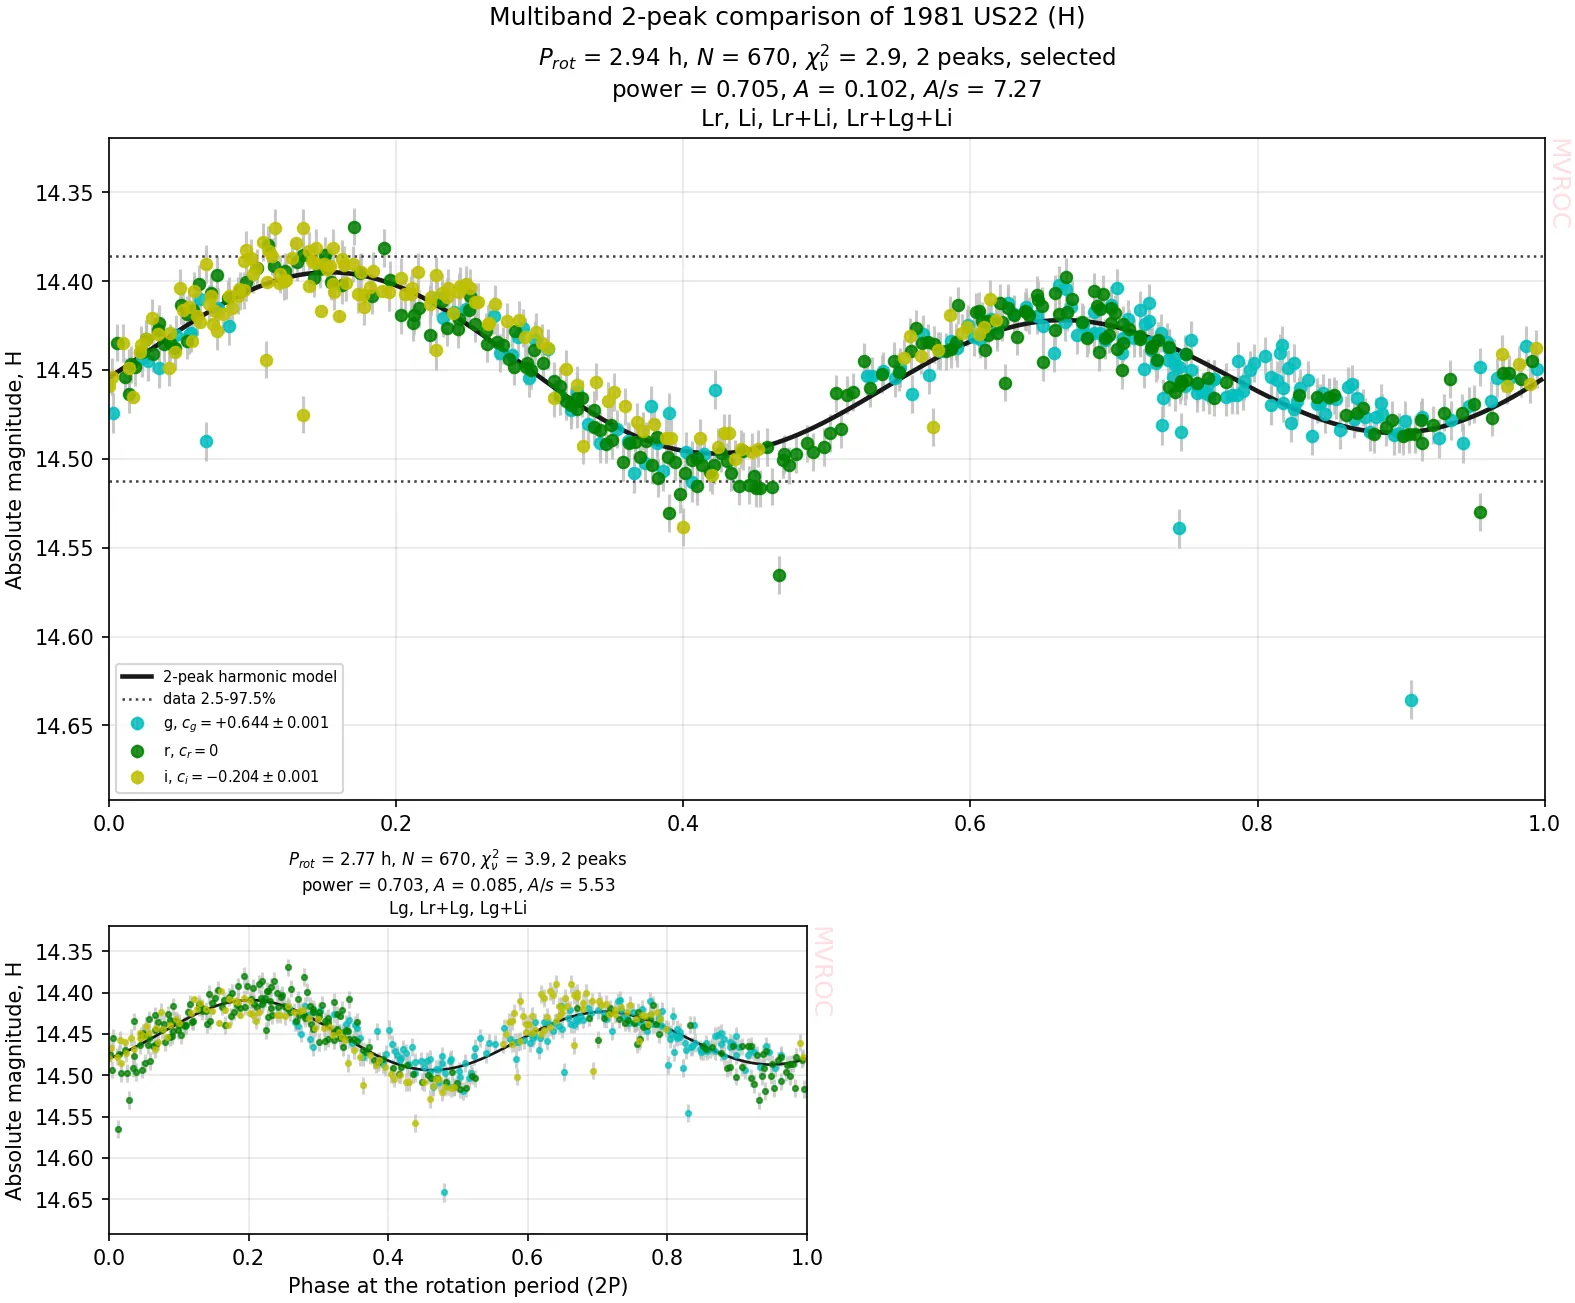 Multiband 2-peak comparison of 1981 US22 (H)
P_rot = 2.94 h, N = 670, χ²_ν = 2.9, 2 peaks, selected
power = 0.705, A = 0.102, A/s = 7.27
Lr, Li, Lr+Li, Lr+Lg+Li
MVROC
Absolute magnitude, H
14.35
14.40
14.45
14.50
14.55
14.60
14.65
2-peak harmonic model
data 2.5-97.5%
g, c_g = +0.644 ± 0.001
r, c_r = 0
i, c_i = −0.204 ± 0.001
0.0 0.2 0.4 0.6 0.8 1.0
P_rot = 2.77 h, N = 670, χ²_ν = 3.9, 2 peaks
power = 0.703, A = 0.085, A/s = 5.53
Lg, Lr+Lg, Lg+Li
MVROC
Absolute magnitude, H
14.35
14.40
14.45
14.50
14.55
14.60
14.65
0.0 0.2 0.4 0.6 0.8 1.0
Phase at the rotation period (2P)